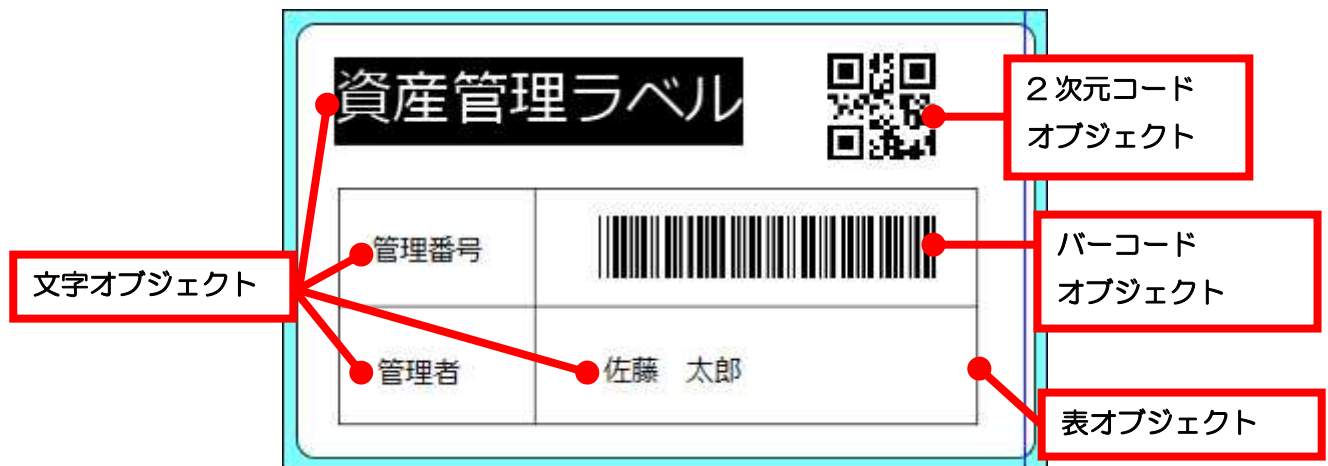 資産管理ラベル
２次元コード
オブジェクト
管理番号
バーコード
オブジェクト
文字オブジェクト
管理者
佐藤　太郎
表オブジェクト